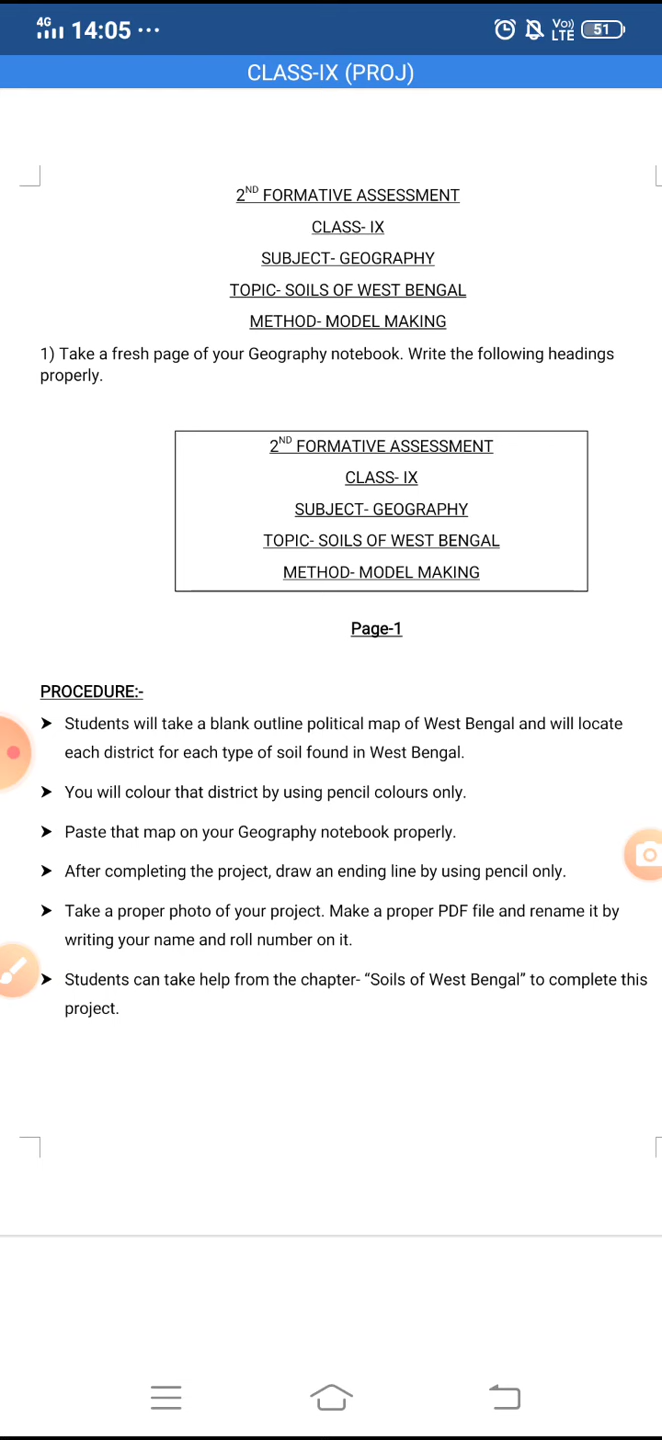 4G 14:05 ... Vo)) LTE 51
CLASS-IX (PROJ)
2ND FORMATIVE ASSESSMENT
CLASS- IX
SUBJECT- GEOGRAPHY
TOPIC- SOILS OF WEST BENGAL
METHOD- MODEL MAKING
1) Take a fresh page of your Geography notebook. Write the following headings
properly.
2ND FORMATIVE ASSESSMENT
CLASS- IX
SUBJECT- GEOGRAPHY
TOPIC- SOILS OF WEST BENGAL
METHOD- MODEL MAKING
Page-1
PROCEDURE:-
➤ Students will take a blank outline political map of West Bengal and will locate
each district for each type of soil found in West Bengal.
➤ You will colour that district by using pencil colours only.
➤ Paste that map on your Geography notebook properly.
➤ After completing the project, draw an ending line by using pencil only.
➤ Take a proper photo of your project. Make a proper PDF file and rename it by
writing your name and roll number on it.
➤ Students can take help from the chapter- “Soils of West Bengal” to complete this
project.